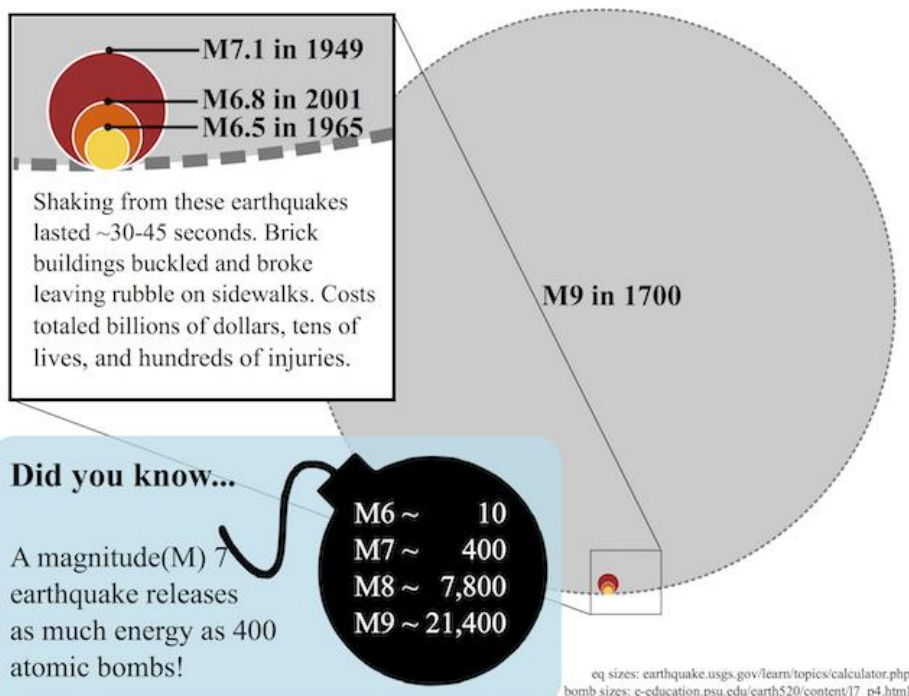 M7.1 in 1949
M6.8 in 2001
M6.5 in 1965
Shaking from these earthquakes
lasted ~30-45 seconds. Brick
buildings buckled and broke
leaving rubble on sidewalks. Costs
totaled billions of dollars, tens of
lives, and hundreds of injuries.
M9 in 1700
Did you know...
A magnitude(M) 7
earthquake releases
as much energy as 400
atomic bombs!
M6 ~ 10
M7 ~ 400
M8 ~ 7,800
M9 ~ 21,400
eq sizes: earthquake.usgs.gov/learn/topics/calculator.php
bomb sizes: e-education.psu.edu/earth520/content/l7_p4.html